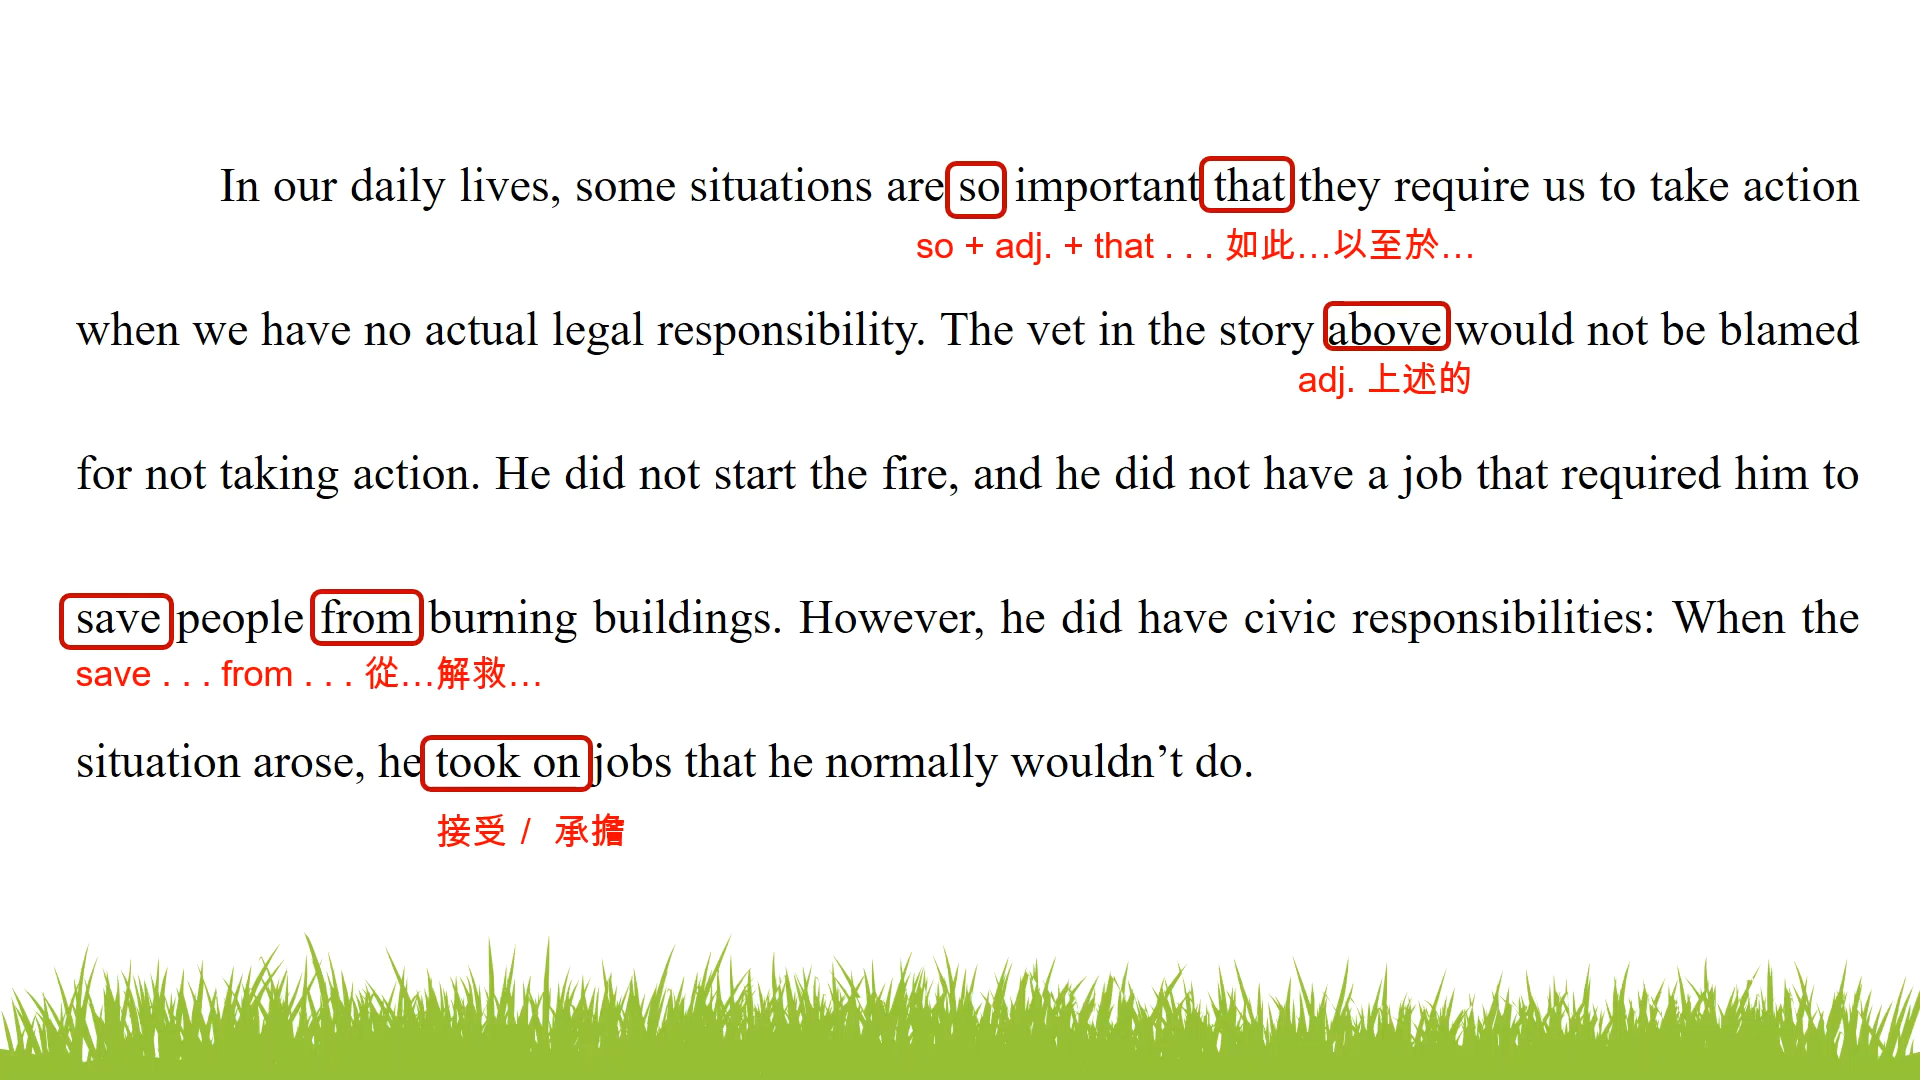 In our daily lives, some situations are so important that they require us to take action
so + adj. + that . . . 如此…以至於…
when we have no actual legal responsibility. The vet in the story above would not be blamed
adj. 上述的
for not taking action. He did not start the fire, and he did not have a job that required him to
save people from burning buildings. However, he did have civic responsibilities: When the
save . . . from . . . 從…解救…
situation arose, he took on jobs that he normally wouldn’t do.
接受 / 承擔